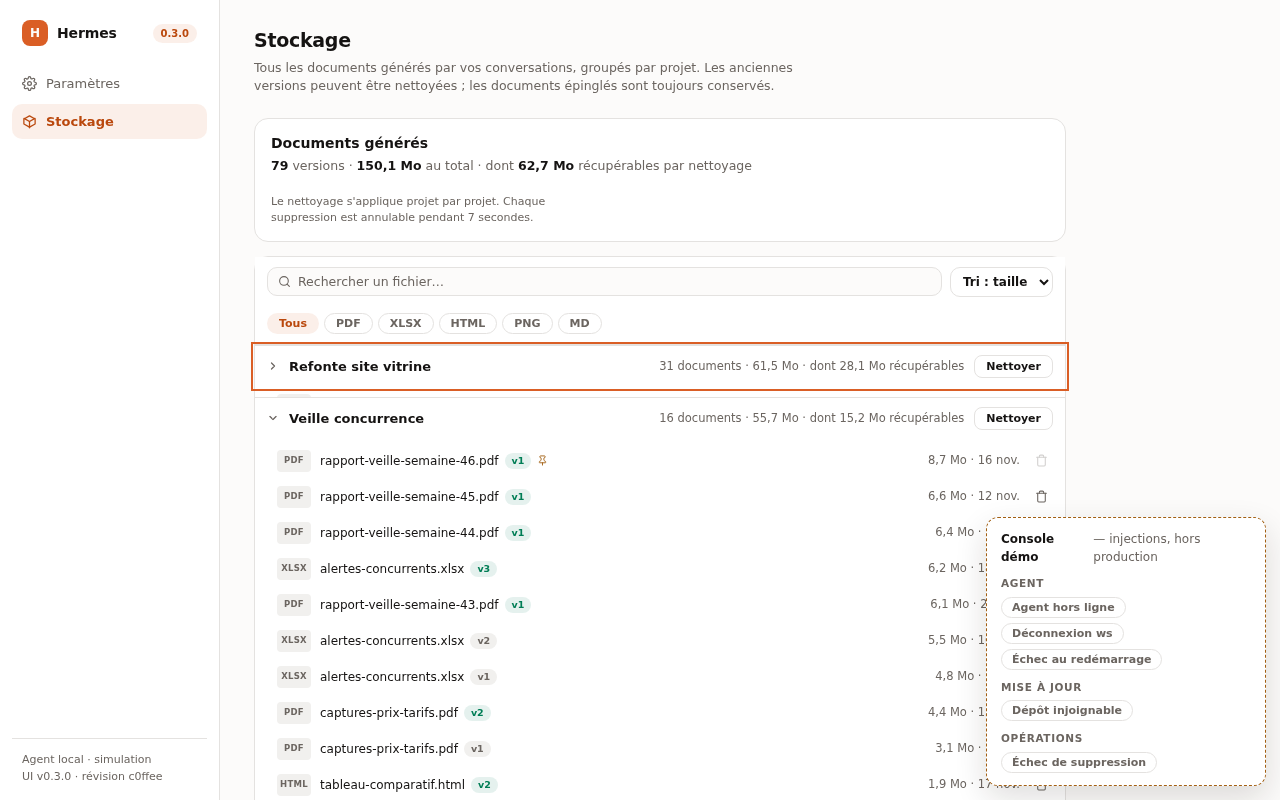 H Hermes 0.3.0
Paramètres
Stockage
Agent local · simulation
UI v0.3.0 · révision c0ffee
Stockage
Tous les documents générés par vos conversations, groupés par projet. Les anciennes
versions peuvent être nettoyées ; les documents épinglés sont toujours conservés.
Documents générés
79 versions · 150,1 Mo au total · dont 62,7 Mo récupérables par nettoyage
Le nettoyage s'applique projet par projet. Chaque
suppression est annulable pendant 7 secondes.
Rechercher un fichier… Tri : taille
Tous PDF XLSX HTML PNG MD
Refonte site vitrine 31 documents · 61,5 Mo · dont 28,1 Mo récupérables Nettoyer
Veille concurrence 16 documents · 55,7 Mo · dont 15,2 Mo récupérables Nettoyer
PDF rapport-veille-semaine-46.pdf v1 8,7 Mo · 16 nov.
PDF rapport-veille-semaine-45.pdf v1 6,6 Mo · 12 nov.
PDF rapport-veille-semaine-44.pdf v1 6,4 Mo ·
XLSX alertes-concurrents.xlsx v3 6,2 Mo ·
PDF rapport-veille-semaine-43.pdf v1 6,1 Mo ·
XLSX alertes-concurrents.xlsx v2 5,5 Mo ·
XLSX alertes-concurrents.xlsx v1 4,8 Mo ·
PDF captures-prix-tarifs.pdf v2 4,4 Mo ·
PDF captures-prix-tarifs.pdf v1 3,1 Mo ·
HTML tableau-comparatif.html v2 1,9 Mo ·
Console démo — injections, hors production
AGENT
Agent hors ligne
Déconnexion ws
Échec au redémarrage
MISE À JOUR
Dépôt injoignable
OPÉRATIONS
Échec de suppression